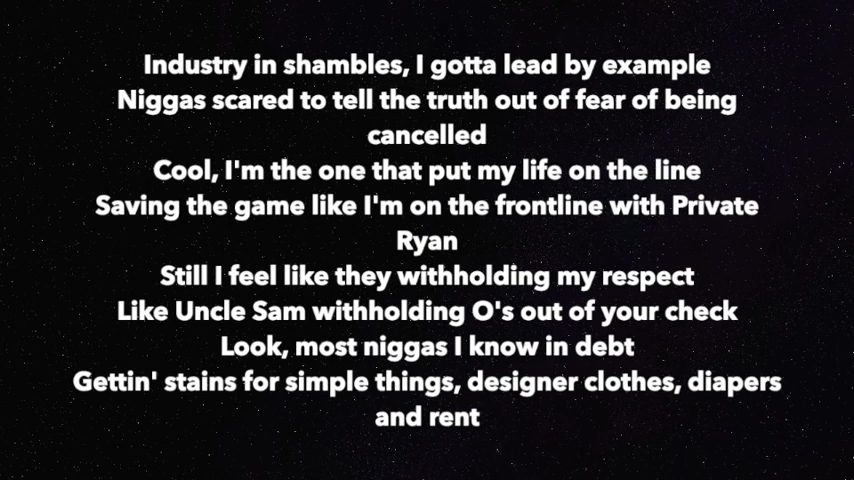 Industry in shambles, I gotta lead by example
Niggas scared to tell the truth out of fear of being
cancelled
Cool, I'm the one that put my life on the line
Saving the game like I'm on the frontline with Private
Ryan
Still I feel like they withholding my respect
Like Uncle Sam withholding O's out of your check
Look, most niggas I know in debt
Gettin' stains for simple things, designer clothes, diapers
and rent